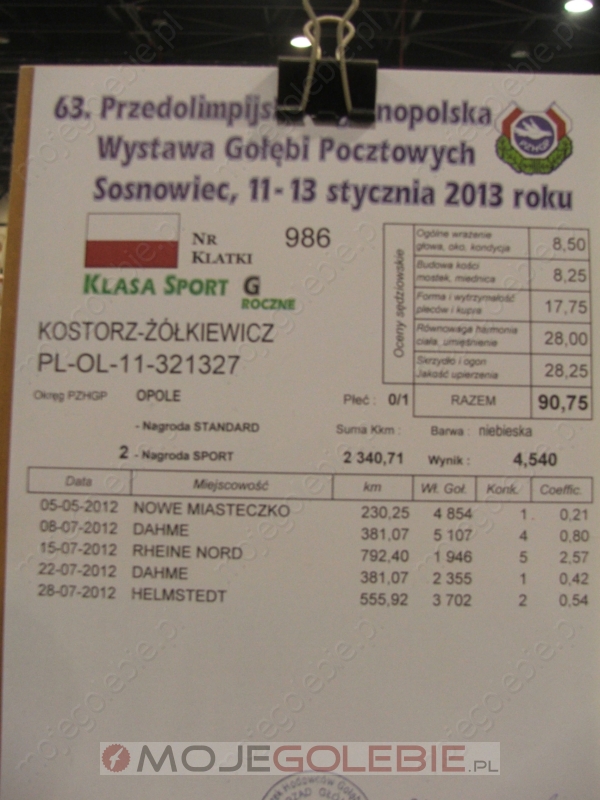 63. Przedolimpijs nopolska
Wystawa Gołębi Pocztowych
Sosnowiec, 11 - 13 stycznia 2013 roku
PZHGP
NR KLATKI 986
KLASA SPORT G
ROCZNE
KOSTORZ-ŻÓŁKIEWICZ
PL-OL-11-321327
Okręg PZHGP OPOLE
Oceny sędziowskie
Ogólne wrażenie głowa, oko, kondycja 8,50
Budowa kości mostek, miednica 8,25
Forma i wytrzymałość pleców i kupra 17,75
Równowaga harmonia ciała, umięśnienie 28,00
Skrzydło i ogon Jakość upierzenia 28,25
Płeć : 0/1 RAZEM 90,75
- Nagroda STANDARD Suma Kkm : Barwa : niebieska
2 - Nagroda SPORT 2 340,71 Wynik : 4,540
Data Miejscowość km Wł. Goł. Konk. Coeffic.
05-05-2012 NOWE MIASTECZKO 230,25 4 854 1 0,21
08-07-2012 DAHME 381,07 5 107 4 0,80
15-07-2012 RHEINE NORD 792,40 1 946 5 2,57
22-07-2012 DAHME 381,07 2 355 1 0,42
28-07-2012 HELMSTEDT 555,92 3 702 2 0,54
MOJEGOLEBIE.PL